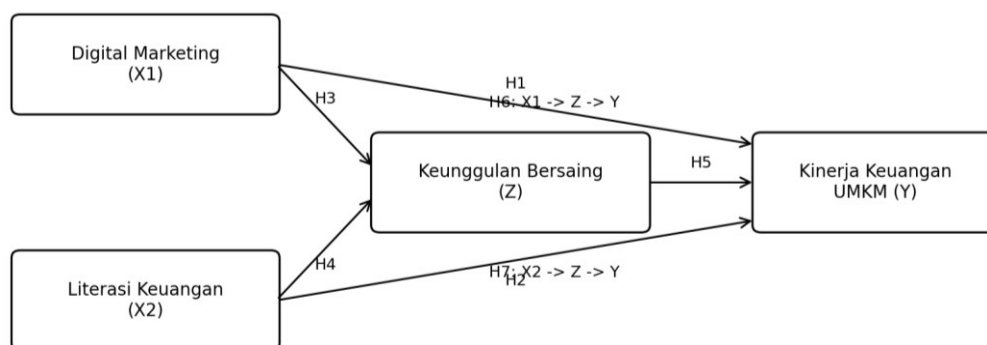 Digital Marketing
(X1)
H1
H3
H6: X1 -> Z -> Y
Keunggulan Bersaing
(Z)
H5
Kinerja Keuangan
UMKM (Y)
H4
H7: X2 -> Z -> Y
H2
Literasi Keuangan
(X2)